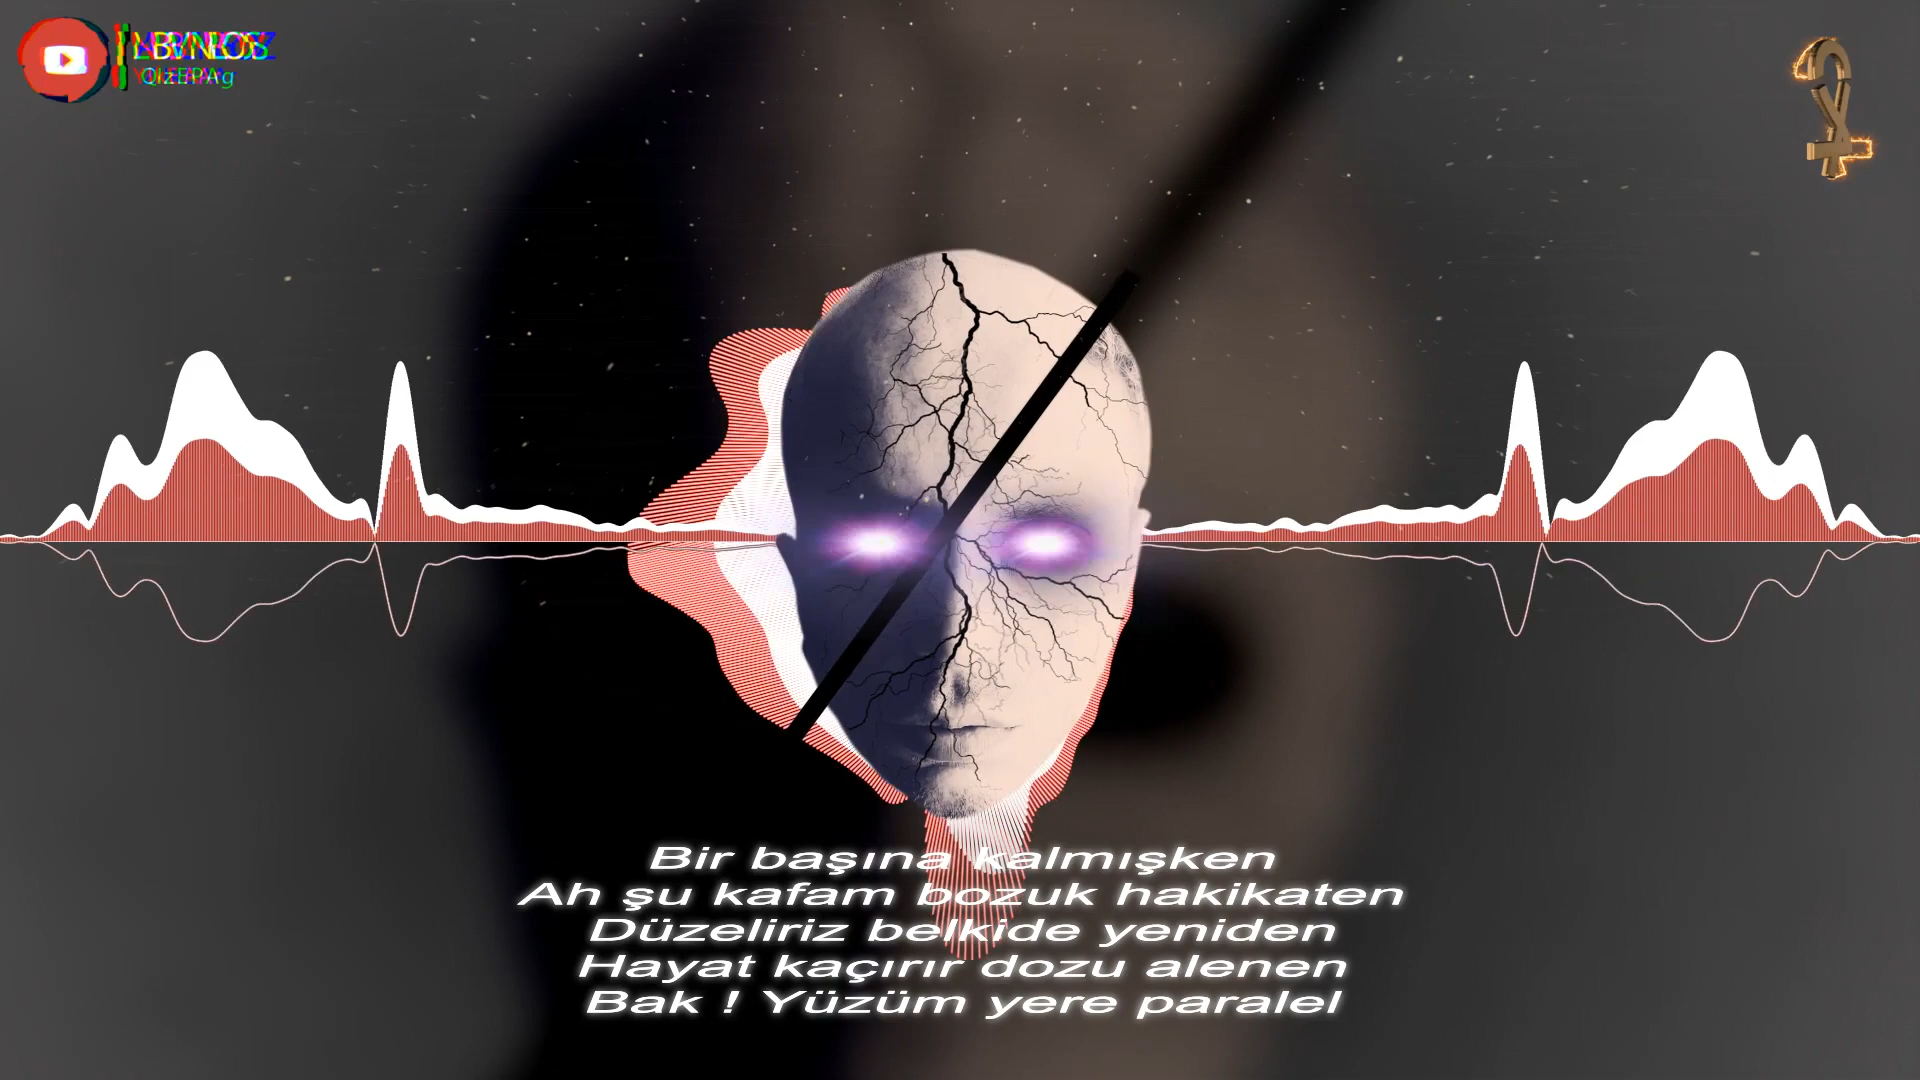 Bir başına kalmışken
Ah şu kafam bozuk hakikaten
Düzeliriz belkide yeniden
Hayat kaçırır dozu alenen
Bak ! Yüzüm yere paralel